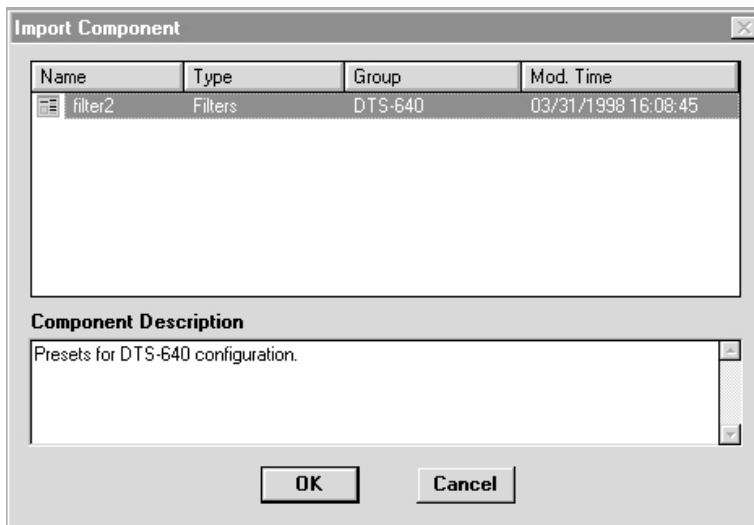 Import Component
Name Type Group Mod. Time
filter2 Filters DTS-640 03/31/1998 16:08:45
Component Description
Presets for DTS-640 configuration.
OK Cancel